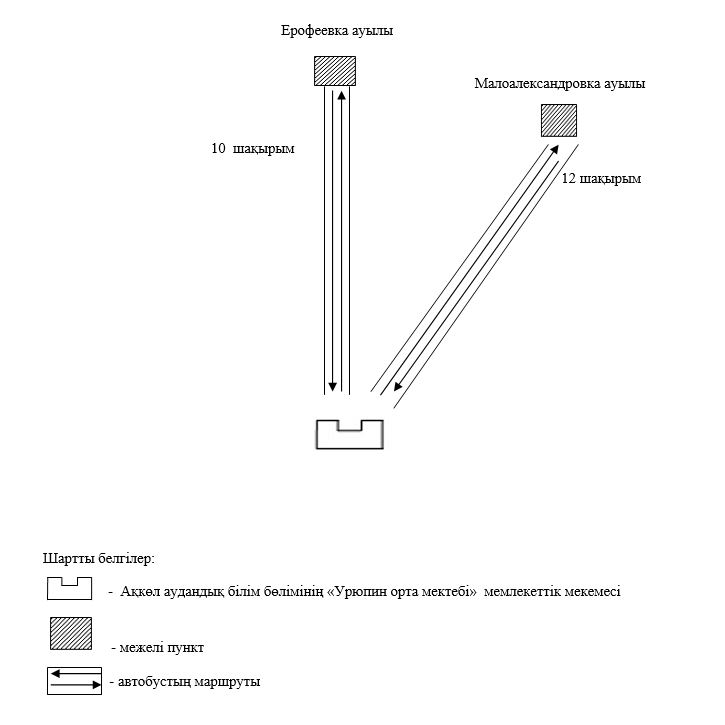 Ерофеевка ауылы
Малоалександровка ауылы
10 шақырым
12 шақырым
Шартты белгілер:
- Ақкөл аудандық білім бөлімінің «Урюпин орта мектебі» мемлекеттік мекемесі
- межелі пункт
- автобустың маршруты